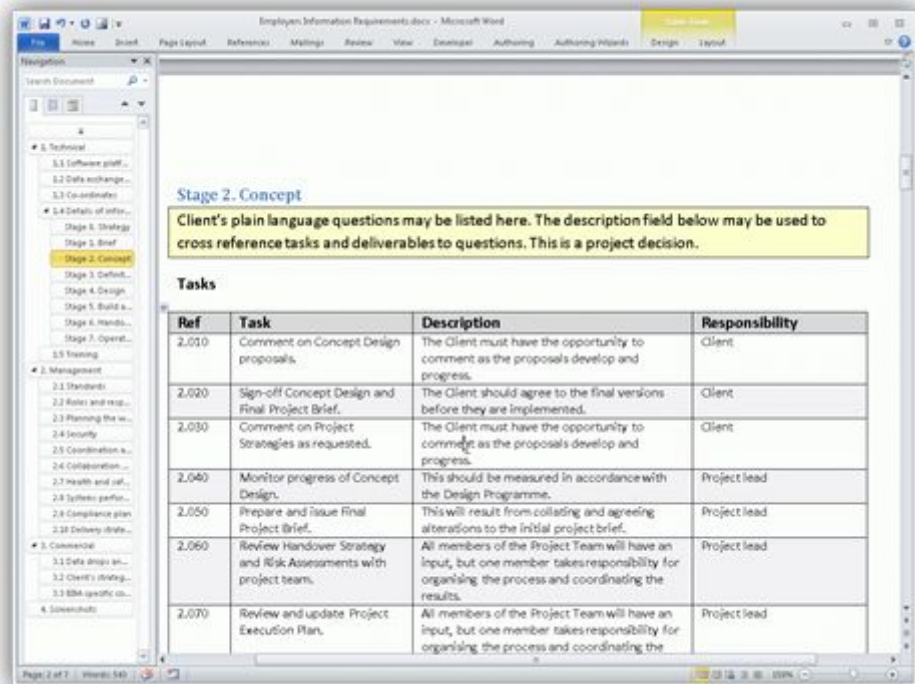 Employers Information Requirements.docx - Microsoft Word
File Home Insert Page Layout References Mailings Review View Developer Authoring Authoring Wizards Design Layout
Navigation
Search Document
1. Technical
1.1 Software platf...
1.2 Data exchange...
1.3 Co-ordinates
1.4 Details of infor...
Stage 0. Strategy
Stage 1. Brief
Stage 2. Concept
Stage 3. Definit...
Stage 4. Design
Stage 5. Build a...
Stage 6. Hando...
Stage 7. Operat...
1.5 Training
2. Management
2.1 Standards
2.2 Roles and resp...
2.3 Planning the w...
2.4 Security
2.5 Coordination a...
2.6 Collaboration ...
2.7 Health and saf...
2.8 Systems perfor...
2.9 Compliance plan
2.10 Delivery strate...
3. Commercial
3.1 Data drops an...
3.2 Client's strateg...
3.3 BIM-specific co...
4. Screenshots
Stage 2. Concept
Client's plain language questions may be listed here. The description field below may be used to
cross reference tasks and deliverables to questions. This is a project decision.
Tasks
Ref Task Description Responsibility
2.010 Comment on Concept Design The Client must have the opportunity to Client
proposals. comment as the proposals develop and
progress.
2.020 Sign-off Concept Design and The Client should agree to the final versions Client
Final Project Brief. before they are implemented.
2.030 Comment on Project The Client must have the opportunity to Client
Strategies as requested. comment as the proposals develop and
progress.
2.040 Monitor progress of Concept This should be measured in accordance with Project lead
Design. the Design Programme.
2.050 Prepare and issue Final This will result from collating and agreeing Project lead
Project Brief. alterations to the initial project brief.
2.060 Review Handover Strategy All members of the Project Team will have an Project lead
and Risk Assessments with input, but one member takes responsibility for
project team. organising the process and coordinating the
results.
2.070 Review and update Project All members of the Project Team will have an Project lead
Execution Plan. input, but one member takes responsibility for
organising the process and coordinating the
Page: 2 of 7 Words: 540